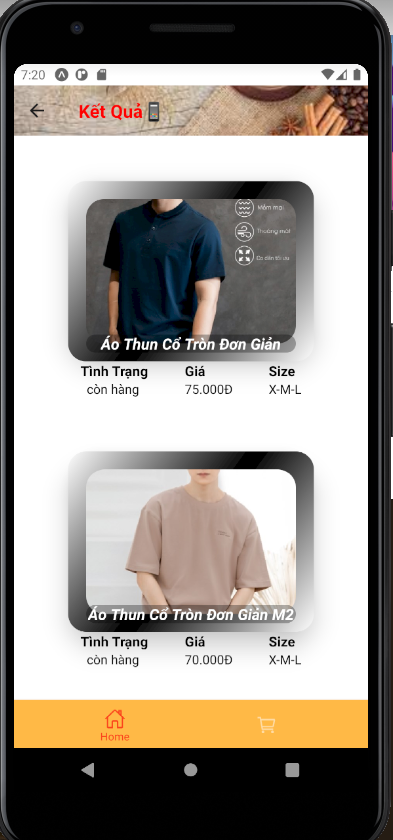 7:20
Kết Quả
Mềm mại
Thoáng mát
Co dãn tối ưu
Áo Thun Cổ Tròn Đơn Giản
Tình Trạng Giá Size
còn hàng 75.000Đ X-M-L
Áo Thun Cổ Tròn Đơn Giản M2
Tình Trạng Giá Size
còn hàng 70.000Đ X-M-L
Home